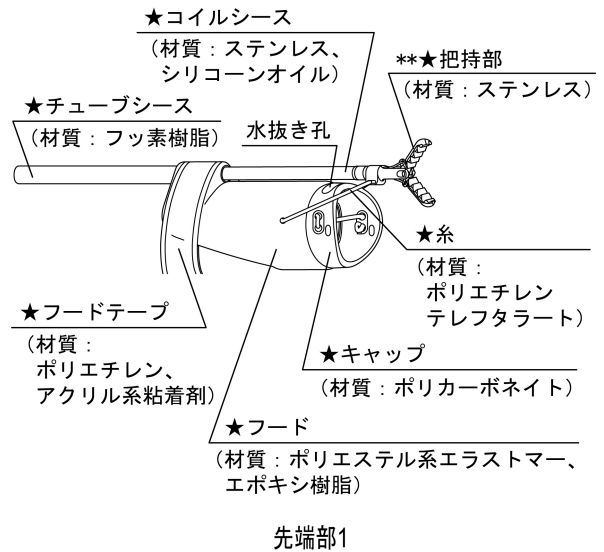 ★コイルシース
（材質：ステンレス、
シリコーンオイル）
**★把持部
（材質：ステンレス）
★チューブシース
（材質：フッ素樹脂）
水抜き孔
★糸
（材質：
ポリエチレン
テレフタラート）
★フードテープ
（材質：
ポリエチレン、
アクリル系粘着剤）
★キャップ
（材質：ポリカーボネイト）
★フード
（材質：ポリエステル系エラストマー、
エポキシ樹脂）
先端部1